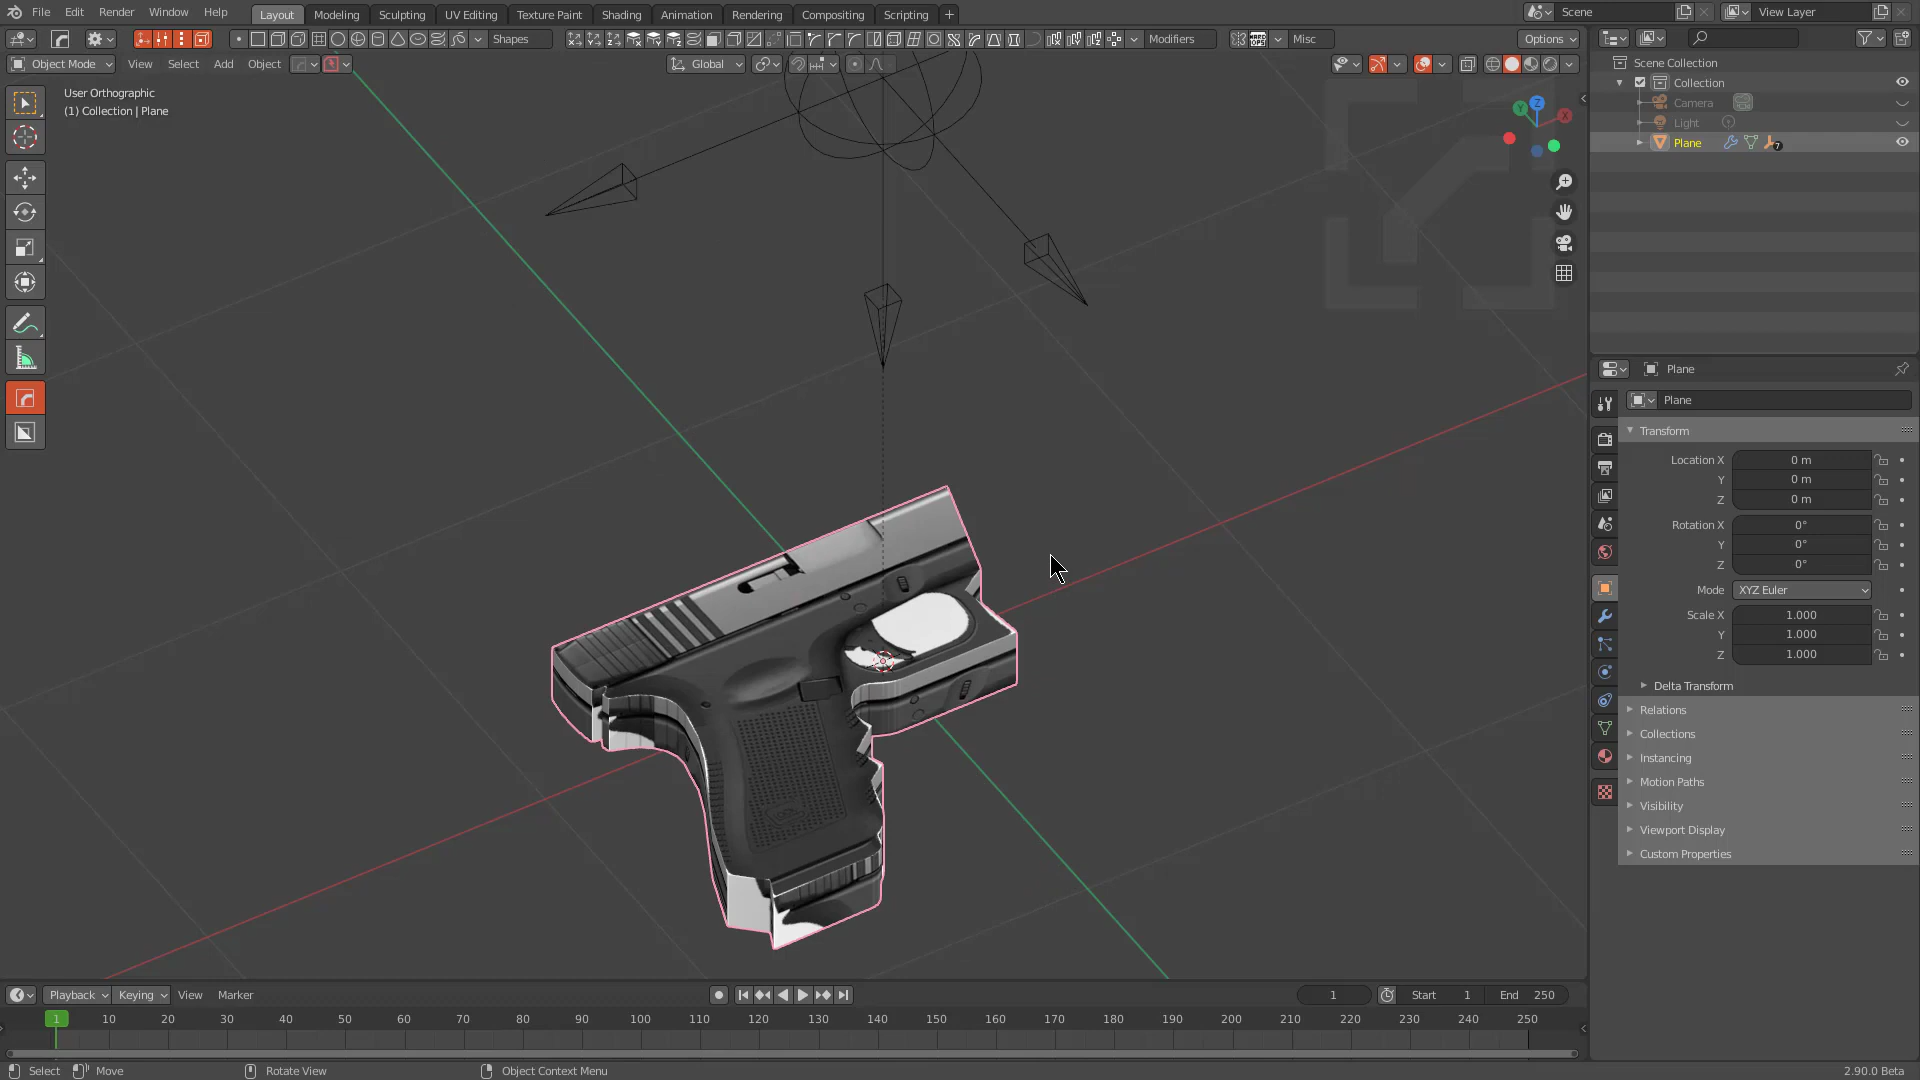 File Edit Render Window Help
Layout Modeling Sculpting UV Editing Texture Paint Shading Animation Rendering Compositing Scripting +
Scene
View Layer
Shapes
Modifiers
Misc
Options
Object Mode View Select Add Object
Global
User Orthographic
(1) Collection | Plane
Z
Y
X
Scene Collection
Collection
Camera
Light
Plane 7
Plane
Plane
Transform
Location X 0 m
Y 0 m
Z 0 m
Rotation X 0°
Y 0°
Z 0°
Mode XYZ Euler
Scale X 1.000
Y 1.000
Z 1.000
Delta Transform
Relations
Collections
Instancing
Motion Paths
Visibility
Viewport Display
Custom Properties
Playback Keying View Marker
1
Start 1
End 250
1 10 20 30 40 50 60 70 80 90 100 110 120 130 140 150 160 170 180 190 200 210 220 230 240 250
Select Move Rotate View Object Context Menu 2.90.0 Beta